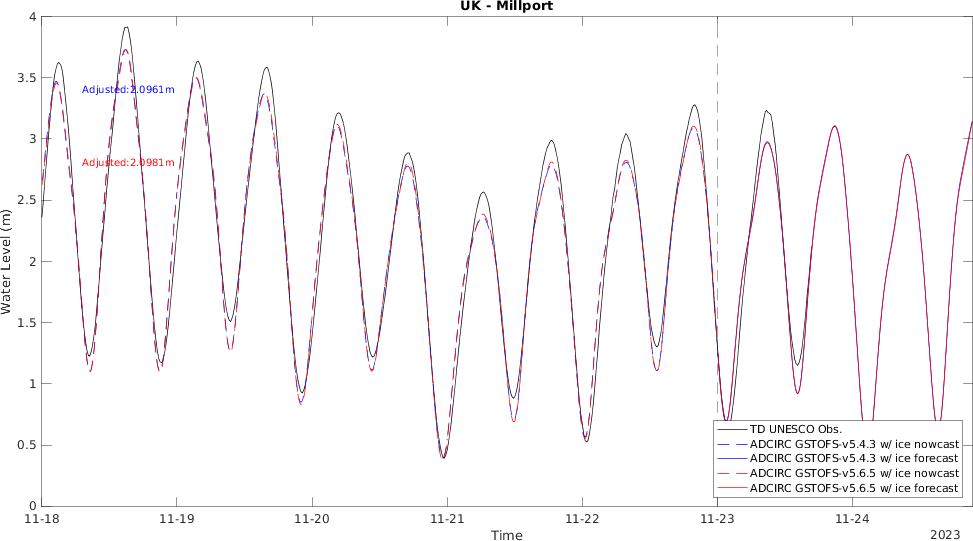 UK - Millport
4
3.5
3
2.5
2
1.5
1
0.5
0
Water Level (m)
Adjusted:2.0961m
Adjusted:2.0981m
TD UNESCO Obs.
ADCIRC GSTOFS-v5.4.3 w/ ice nowcast
ADCIRC GSTOFS-v5.4.3 w/ ice forecast
ADCIRC GSTOFS-v5.6.5 w/ ice nowcast
ADCIRC GSTOFS-v5.6.5 w/ ice forecast
11-18 11-19 11-20 11-21 11-22 11-23 11-24
Time
2023